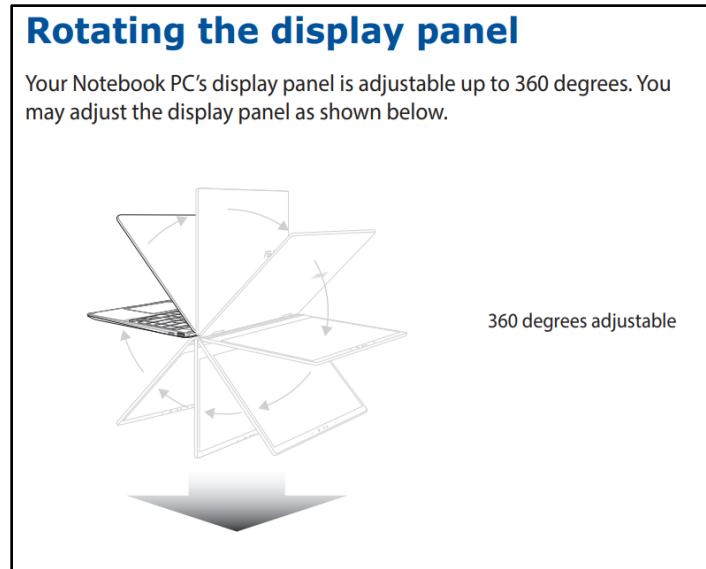 Rotating the display panel
Your Notebook PC’s display panel is adjustable up to 360 degrees. You
may adjust the display panel as shown below.
360 degrees adjustable